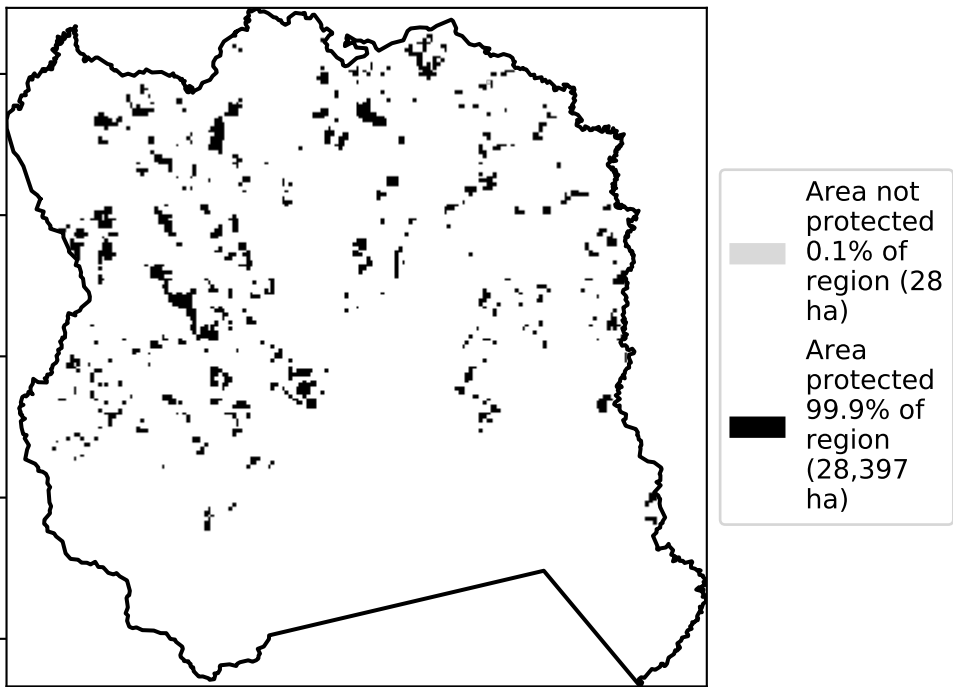 Area not
protected
0.1% of
region (28
ha)
Area
protected
99.9% of
region
(28,397
ha)